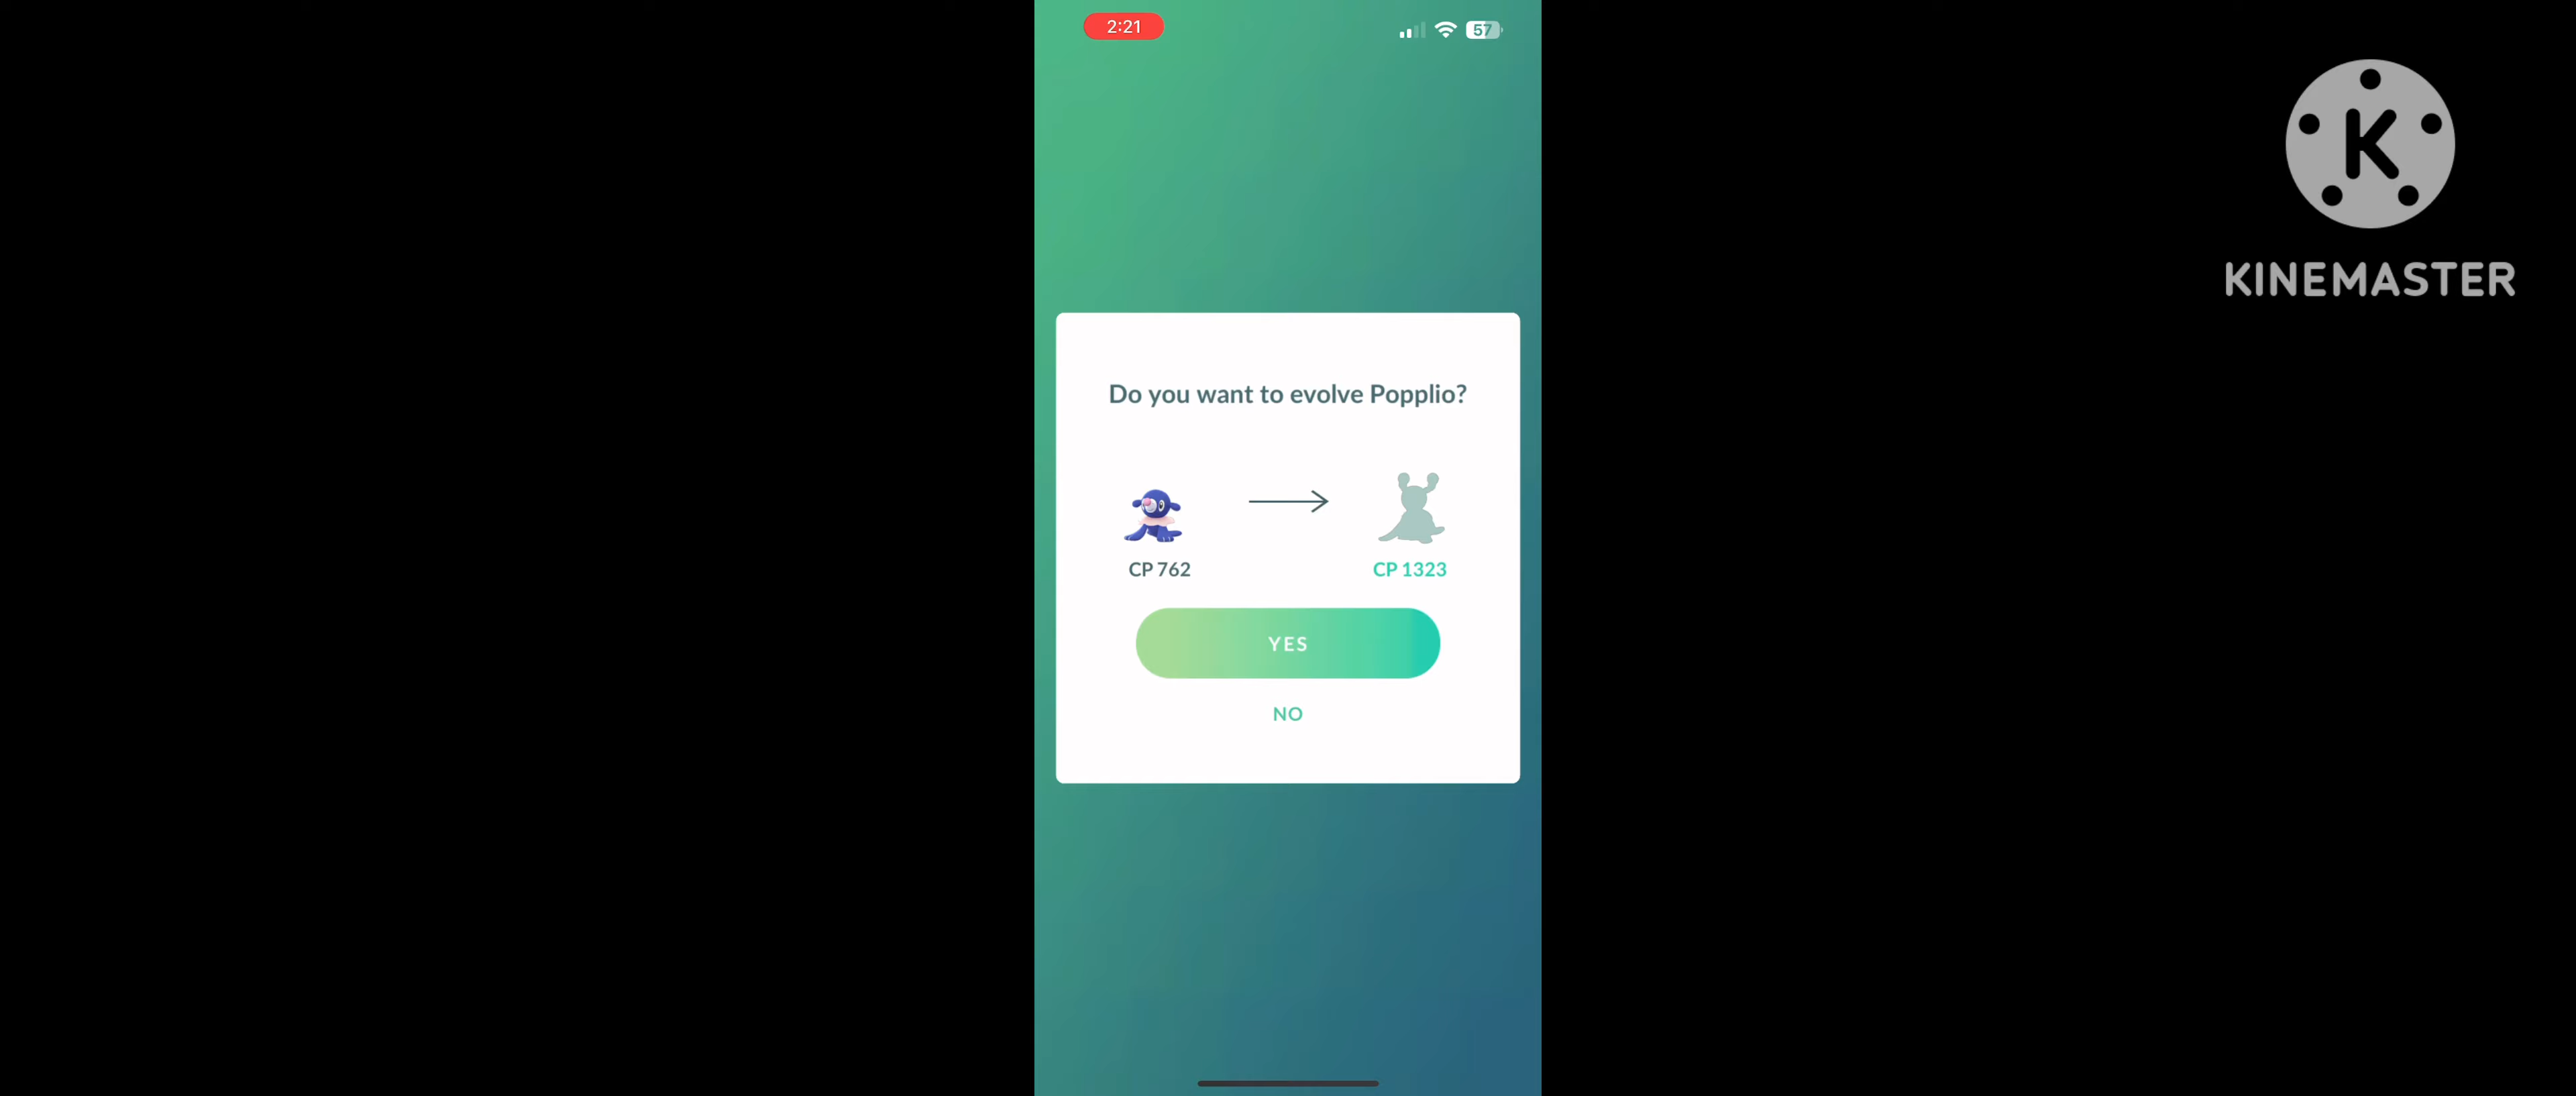 2:21
57
K
KINEMASTER
Do you want to evolve Popplio?
CP 762
CP 1323
YES
NO